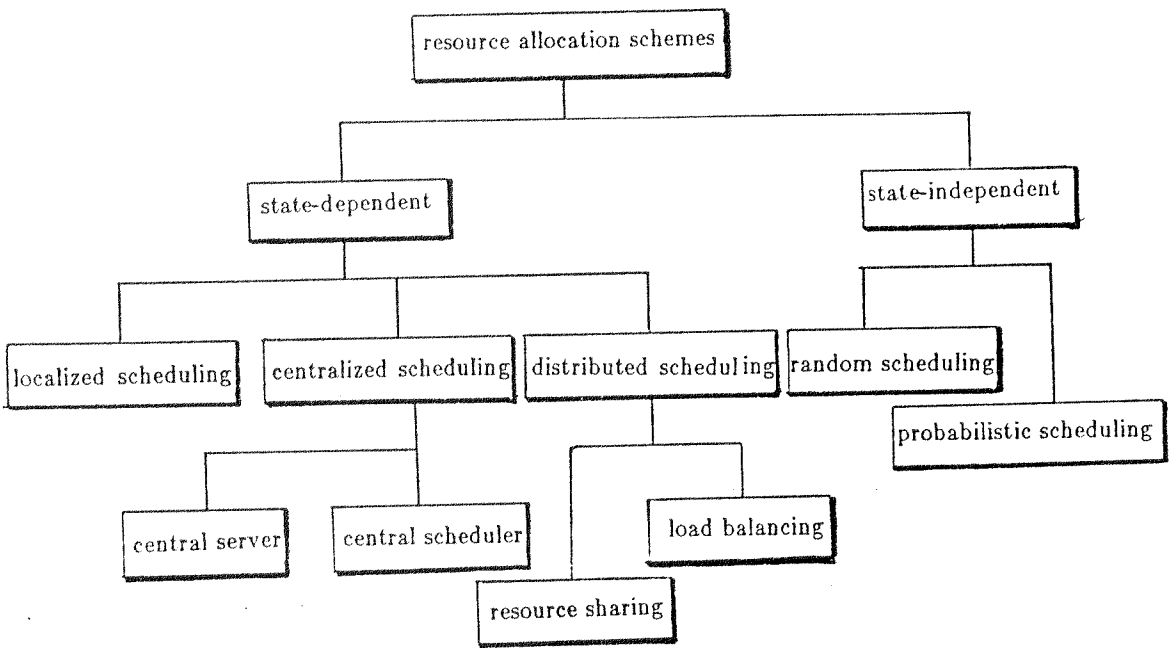 resource allocation schemes
state-dependent
state-independent
localized scheduling
centralized scheduling
distributed scheduling
random scheduling
probabilistic scheduling
central server
central scheduler
load balancing
resource sharing